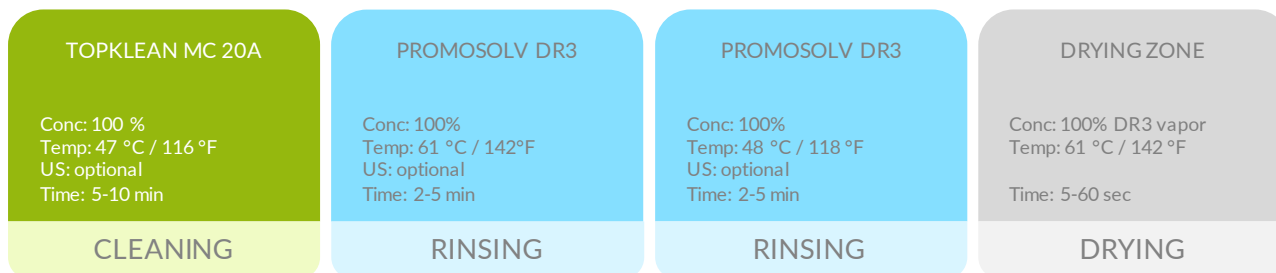 TOPKLEAN MC 20A
Conc: 100 %
Temp: 47 °C / 116 °F
US: optional
Time: 5-10 min
CLEANING
PROMOSOLV DR3
Conc: 100%
Temp: 61 °C / 142°F
US: optional
Time: 2-5 min
RINSING
PROMOSOLV DR3
Conc: 100%
Temp: 48 °C / 118 °F
US: optional
Time: 2-5 min
RINSING
DRYING ZONE
Conc: 100% DR3 vapor
Temp: 61 °C / 142 °F
Time: 5-60 sec
DRYING